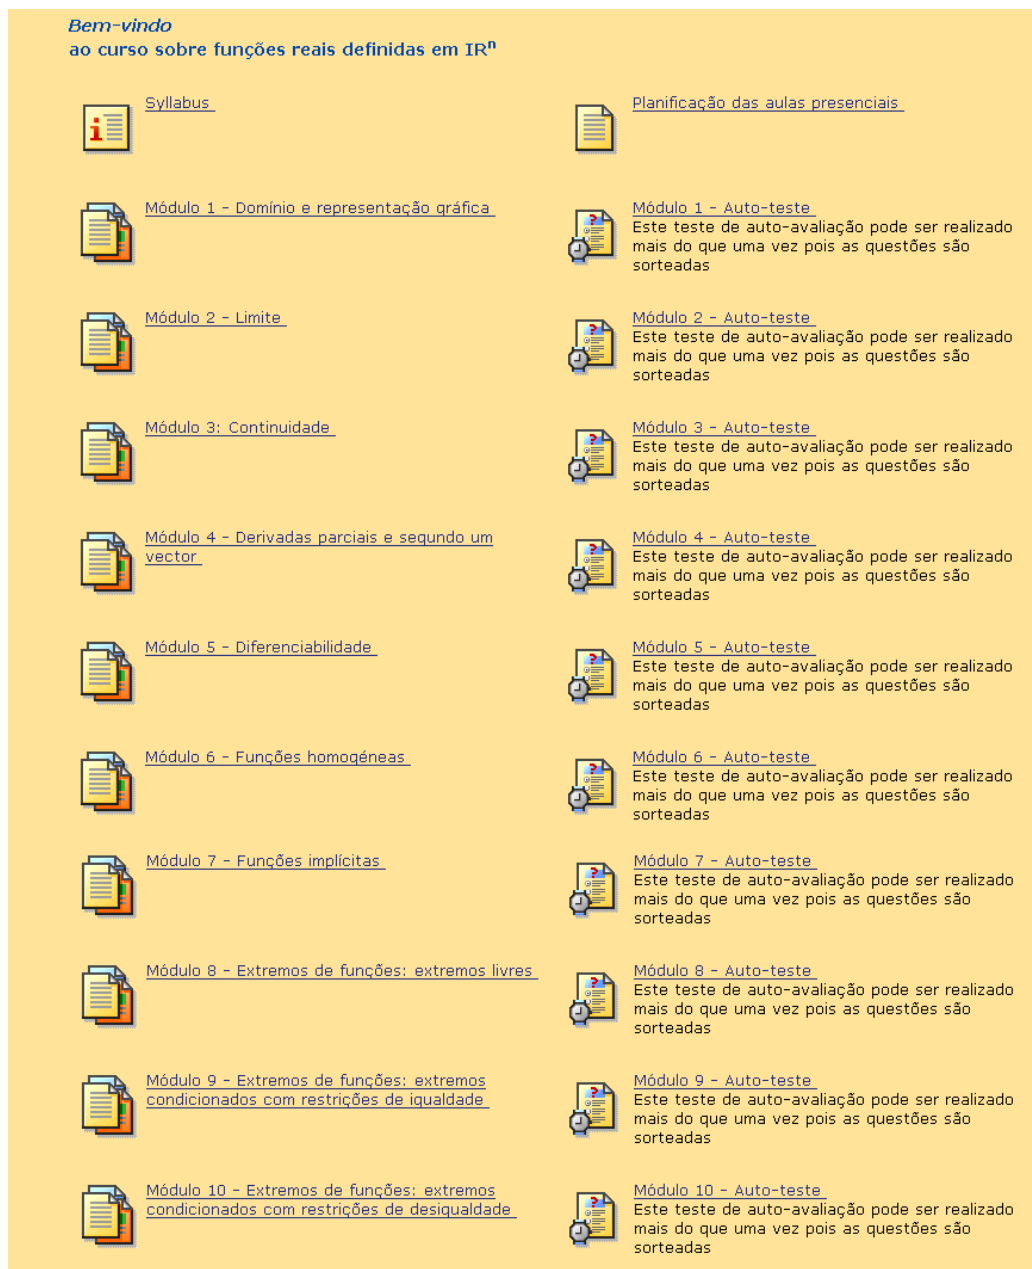 Bem-vindo
ao curso sobre funções reais definidas em IRⁿ
Syllabus
Planificação das aulas presenciais
Módulo 1 - Domínio e representação gráfica
Módulo 1 - Auto-teste
Este teste de auto-avaliação pode ser realizado
mais do que uma vez pois as questões são
sorteadas
Módulo 2 - Limite
Módulo 2 - Auto-teste
Este teste de auto-avaliação pode ser realizado
mais do que uma vez pois as questões são
sorteadas
Módulo 3: Continuidade
Módulo 3 - Auto-teste
Este teste de auto-avaliação pode ser realizado
mais do que uma vez pois as questões são
sorteadas
Módulo 4 - Derivadas parciais e segundo um
vector
Módulo 4 - Auto-teste
Este teste de auto-avaliação pode ser realizado
mais do que uma vez pois as questões são
sorteadas
Módulo 5 - Diferenciabilidade
Módulo 5 - Auto-teste
Este teste de auto-avaliação pode ser realizado
mais do que uma vez pois as questões são
sorteadas
Módulo 6 - Funções homogéneas
Módulo 6 - Auto-teste
Este teste de auto-avaliação pode ser realizado
mais do que uma vez pois as questões são
sorteadas
Módulo 7 - Funções implícitas
Módulo 7 - Auto-teste
Este teste de auto-avaliação pode ser realizado
mais do que uma vez pois as questões são
sorteadas
Módulo 8 - Extremos de funções: extremos livres
Módulo 8 - Auto-teste
Este teste de auto-avaliação pode ser realizado
mais do que uma vez pois as questões são
sorteadas
Módulo 9 - Extremos de funções: extremos
condicionados com restrições de igualdade
Módulo 9 - Auto-teste
Este teste de auto-avaliação pode ser realizado
mais do que uma vez pois as questões são
sorteadas
Módulo 10 - Extremos de funções: extremos
condicionados com restrições de desigualdade
Módulo 10 - Auto-teste
Este teste de auto-avaliação pode ser realizado
mais do que uma vez pois as questões são
sorteadas